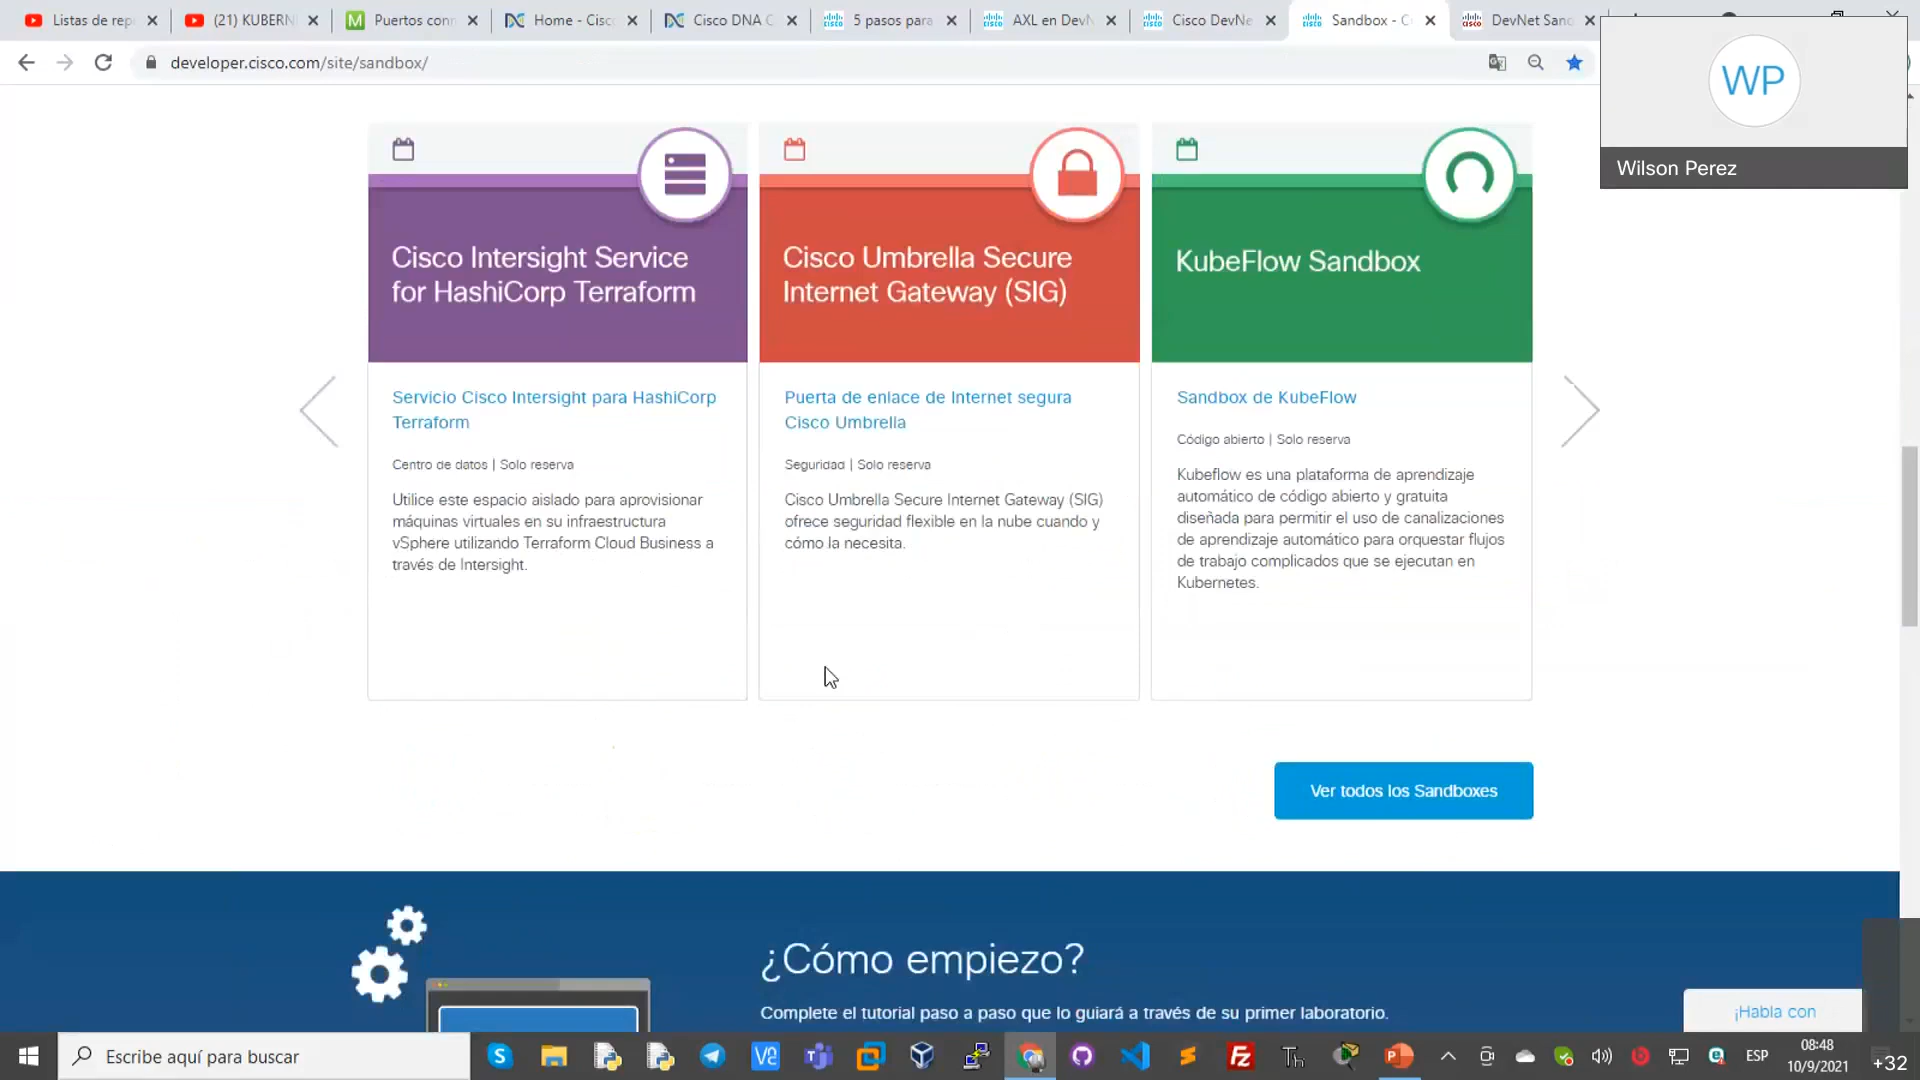 Listas de rep
(21) KUBERN
Puertos conn
Home - Cisc
Cisco DNA C
5 pasos para
AXL en DevN
Cisco DevNe
Sandbox - C
DevNet Sand
developer.cisco.com/site/sandbox/
WP
Wilson Perez
Cisco Intersight Service
for HashiCorp Terraform
Servicio Cisco Intersight para HashiCorp
Terraform
Centro de datos | Solo reserva
Utilice este espacio aislado para aprovisionar
máquinas virtuales en su infraestructura
vSphere utilizando Terraform Cloud Business a
través de Intersight.
Cisco Umbrella Secure
Internet Gateway (SIG)
Puerta de enlace de Internet segura
Cisco Umbrella
Seguridad | Solo reserva
Cisco Umbrella Secure Internet Gateway (SIG)
ofrece seguridad flexible en la nube cuando y
cómo la necesita.
KubeFlow Sandbox
Sandbox de KubeFlow
Código abierto | Solo reserva
Kubeflow es una plataforma de aprendizaje
automático de código abierto y gratuita
diseñada para permitir el uso de canalizaciones
de aprendizaje automático para orquestar flujos
de trabajo complicados que se ejecutan en
Kubernetes.
Ver todos los Sandboxes
¿Cómo empiezo?
Complete el tutorial paso a paso que lo guiará a través de su primer laboratorio.
¡Habla con
Escribe aquí para buscar
ESP
08:48
10/9/2021
+32